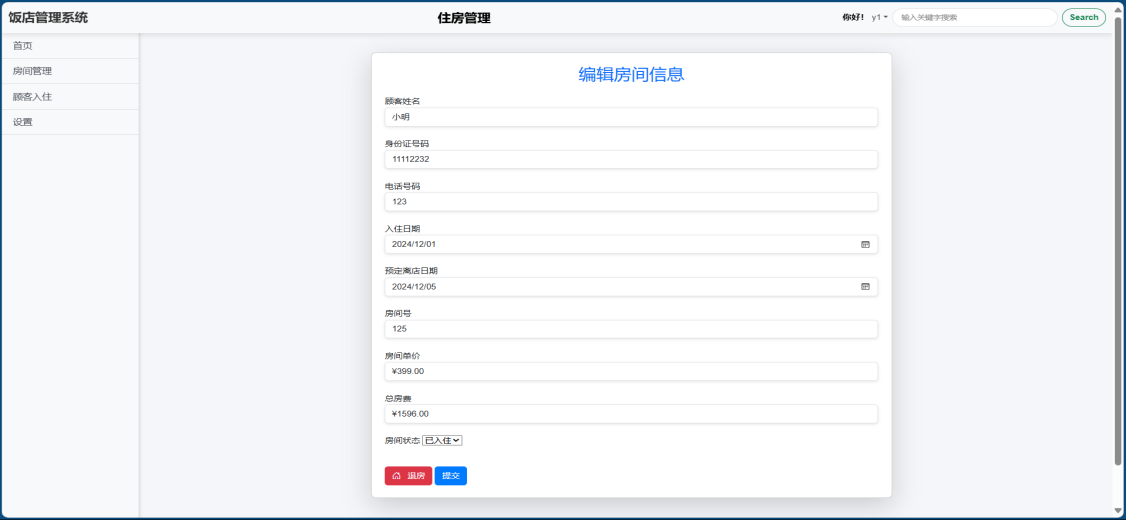 饭店管理系统
住房管理
你好! y1
输入关键字搜索
Search
首页
房间管理
顾客入住
设置
编辑房间信息
顾客姓名
小明
身份证号码
11112232
电话号码
123
入住日期
2024/12/01
预定离店日期
2024/12/05
房间号
125
房间单价
¥399.00
总房费
¥1596.00
房间状态 已入住
退房 提交